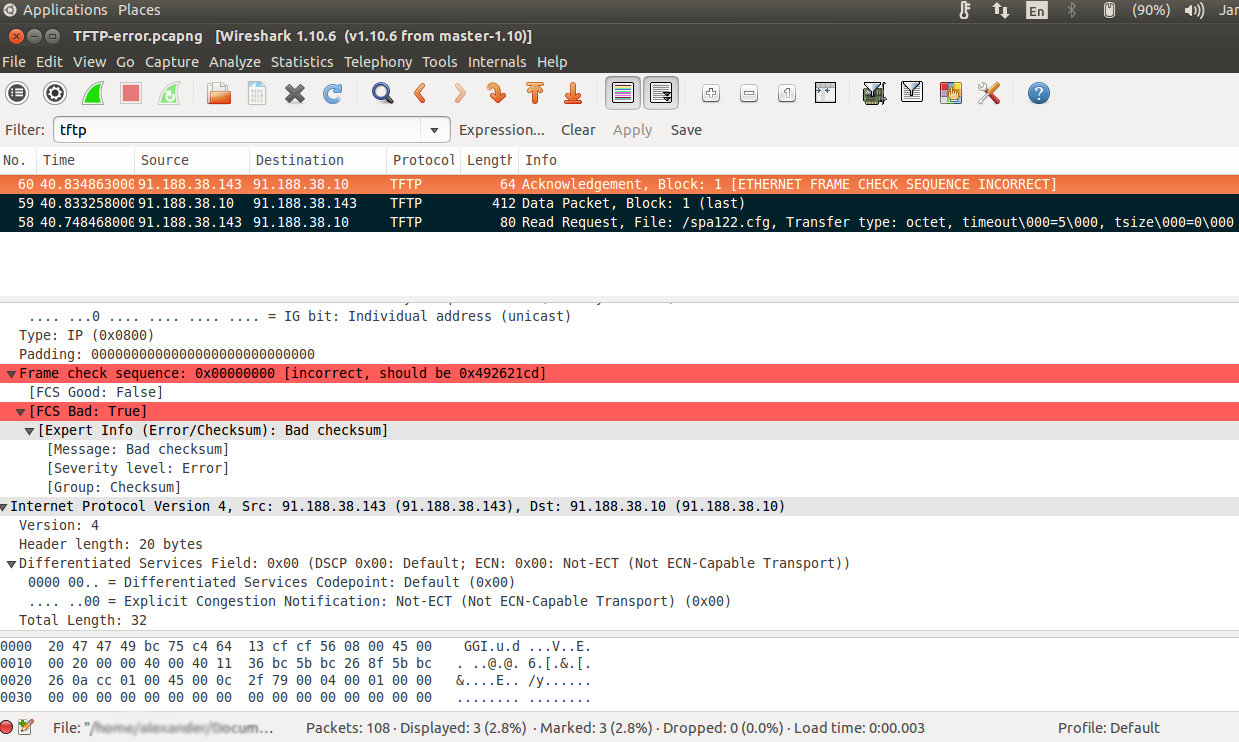 Applications Places En (90%) Jar
TFTP-error.pcapng [Wireshark 1.10.6 (v1.10.6 from master-1.10)]
File Edit View Go Capture Analyze Statistics Telephony Tools Internals Help
Filter: tftp Expression... Clear Apply Save
No. Time Source Destination Protocol Length Info
60 40.834863000 91.188.38.143 91.188.38.10 TFTP 64 Acknowledgement, Block: 1 [ETHERNET FRAME CHECK SEQUENCE INCORRECT]
59 40.833258000 91.188.38.10 91.188.38.143 TFTP 412 Data Packet, Block: 1 (last)
58 40.748468000 91.188.38.143 91.188.38.10 TFTP 80 Read Request, File: /spa122.cfg, Transfer type: octet, timeout\000=5\000, tsize\000=0\000
.... ...0 .... .... .... .... = IG bit: Individual address (unicast)
Type: IP (0x0800)
Padding: 0000000000000000000000000000
Frame check sequence: 0x00000000 [incorrect, should be 0x492621cd]
[FCS Good: False]
[FCS Bad: True]
[Expert Info (Error/Checksum): Bad checksum]
[Message: Bad checksum]
[Severity level: Error]
[Group: Checksum]
Internet Protocol Version 4, Src: 91.188.38.143 (91.188.38.143), Dst: 91.188.38.10 (91.188.38.10)
Version: 4
Header length: 20 bytes
Differentiated Services Field: 0x00 (DSCP 0x00: Default; ECN: 0x00: Not-ECT (Not ECN-Capable Transport))
0000 00.. = Differentiated Services Codepoint: Default (0x00)
.... ..00 = Explicit Congestion Notification: Not-ECT (Not ECN-Capable Transport) (0x00)
Total Length: 32
0000 20 47 47 49 bc 75 c4 64 13 cf cf 56 08 00 45 00 GGI.u.d ...V..E.
0010 00 20 00 00 40 00 40 11 36 bc 5b bc 26 8f 5b bc . ..@.@. 6.[.&.[.
0020 26 0a cc 01 00 45 00 0c 2f 79 00 04 00 01 00 00 &....E.. /y......
0030 00 00 00 00 00 00 00 00 00 00 00 00 00 00 00 00 ........ ........
File: " Packets: 108 · Displayed: 3 (2.8%) · Marked: 3 (2.8%) · Dropped: 0 (0.0%) · Load time: 0:00.003 Profile: Default